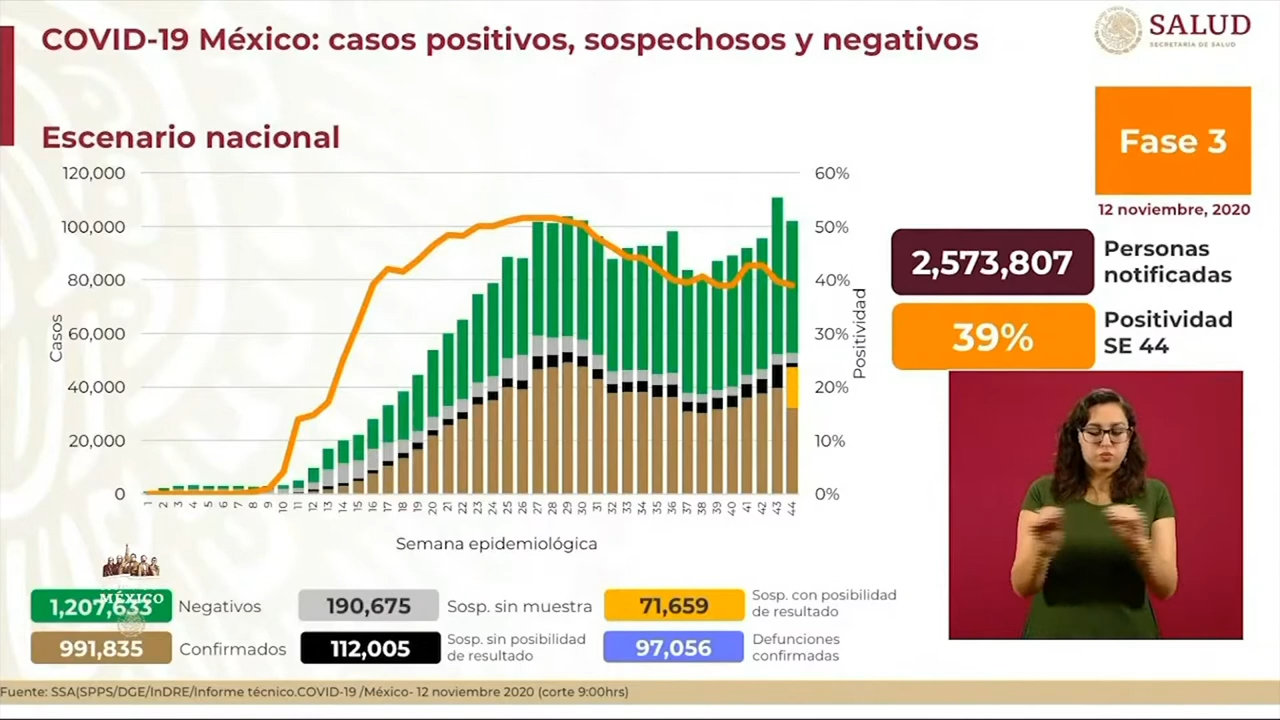 COVID-19 México: casos positivos, sospechosos y negativos
SALUD
SECRETARÍA DE SALUD
Escenario nacional
Fase 3
12 noviembre, 2020
2,573,807
Personas
notificadas
39%
Positividad
SE 44
120,000
100,000
80,000
60,000
40,000
20,000
0
Casos
60%
50%
40%
30%
20%
10%
0%
Positividad
1 2 3 4 5 6 7 8 9 10 11 12 13 14 15 16 17 18 19 20 21 22 23 24 25 26 27 28 29 30 31 32 33 34 35 36 37 38 39 40 41 42 43 44
Semana epidemiológica
MÉXICO
1,207,633
Negativos
190,675
Sosp. sin muestra
71,659
Sosp. con posibilidad
de resultado
991,835
Confirmados
112,005
Sosp. sin posibilidad
de resultado
97,056
Defunciones
confirmadas
Fuente: SSA(SPPS/DGE/InDRE/Informe técnico.COVID-19 /México- 12 noviembre 2020 (corte 9:00hrs)